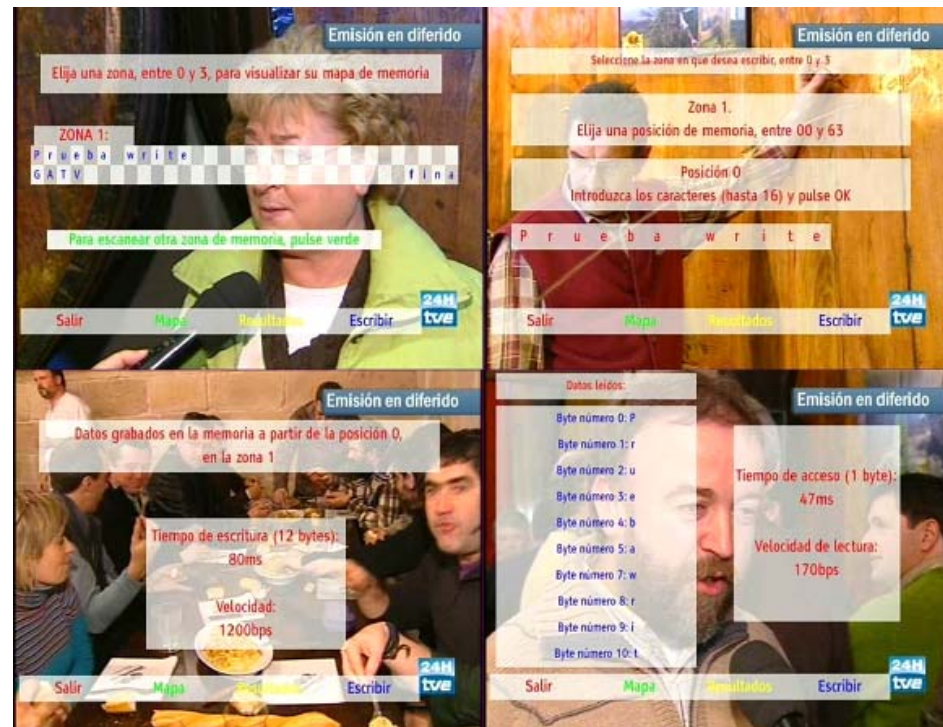 Emisión en diferido
Elija una zona, entre 0 y 3, para visualizar su mapa de memoria
ZONA 1:
Prueba write
GATV fina
Para escanear otra zona de memoria, pulse verde
24H
tve
Salir Mapa Resultados Escribir
Emisión en diferido
Seleccione la zona en que desea escribir, entre 0 y 3
Zona 1.
Elija una posición de memoria, entre 00 y 63
Posición 0
Introduzca los caracteres (hasta 16) y pulse OK
Prueba write
24H
tve
Salir Mapa Resultados Escribir
Emisión en diferido
Datos grabados en la memoria a partir de la posición 0,
en la zona 1
Tiempo de escritura (12 bytes):
80ms
Velocidad:
1200bps
24H
tve
Salir Mapa Resultados Escribir
Datos leídos:
Emisión en diferido
Byte número 0: P
Byte número 1: r
Byte número 2: u
Byte número 3: e
Byte número 4: b
Byte número 5: a
Byte número 7: w
Byte número 8: r
Byte número 9: i
Byte número 10: t
Tiempo de acceso (1 byte):
47ms
Velocidad de lectura:
170bps
24H
tve
Salir Mapa Resultados Escribir